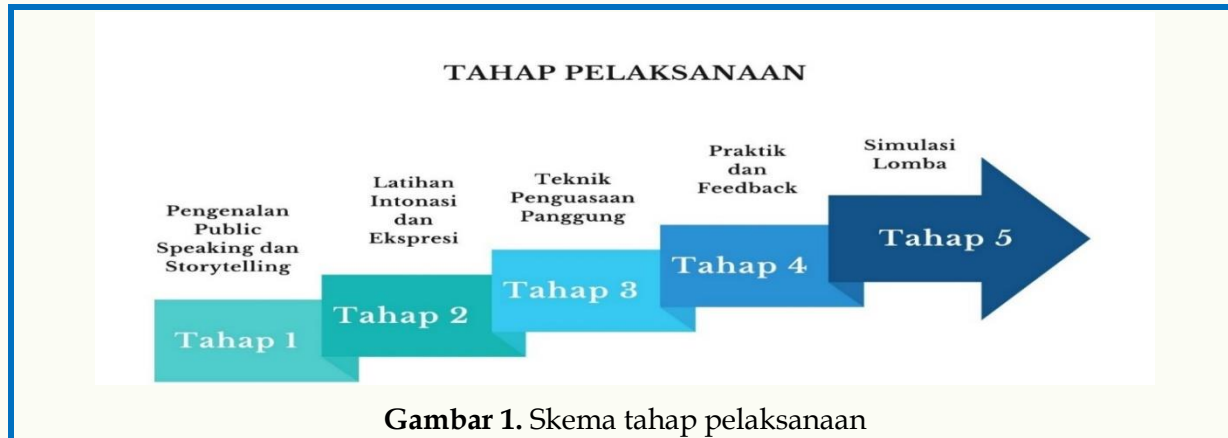 TAHAP PELAKSANAAN
Pengenalan
Public
Speaking dan
Storytelling
Tahap 1
Latihan
Intonasi
dan
Ekspresi
Tahap 2
Teknik
Penguasaan
Panggung
Tahap 3
Praktik
dan
Feedback
Tahap 4
Simulasi
Lomba
Tahap 5
Gambar 1. Skema tahap pelaksanaan